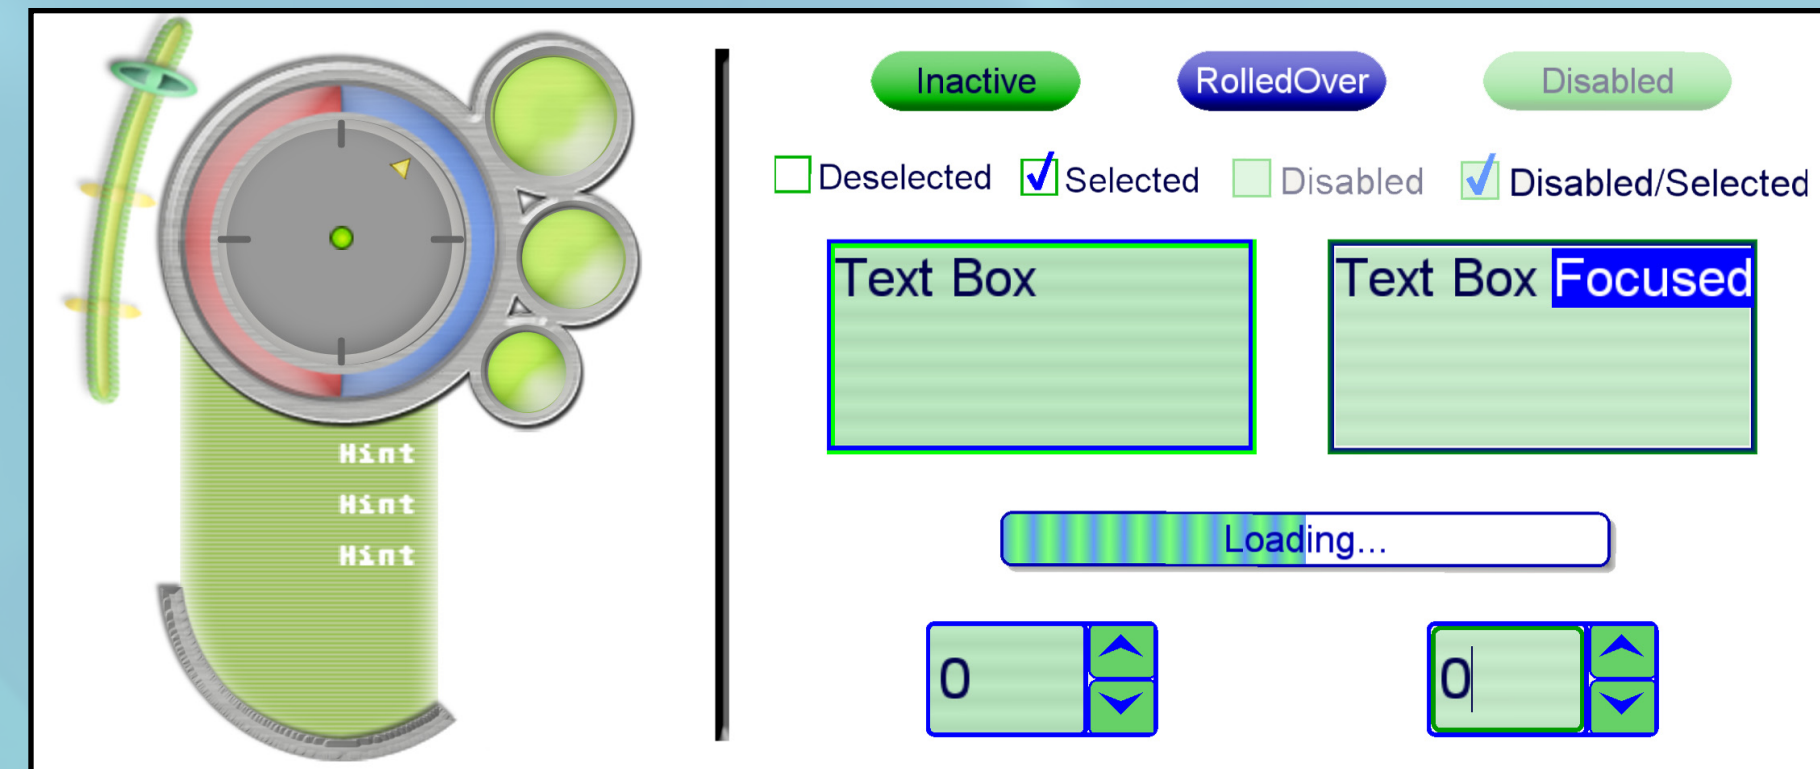 Inactive
RolledOver
Disabled
Deselected
Selected
Disabled
Disabled/Selected
Text Box
Text Box Focused
Hint
Hint
Hint
Loading...
0
0